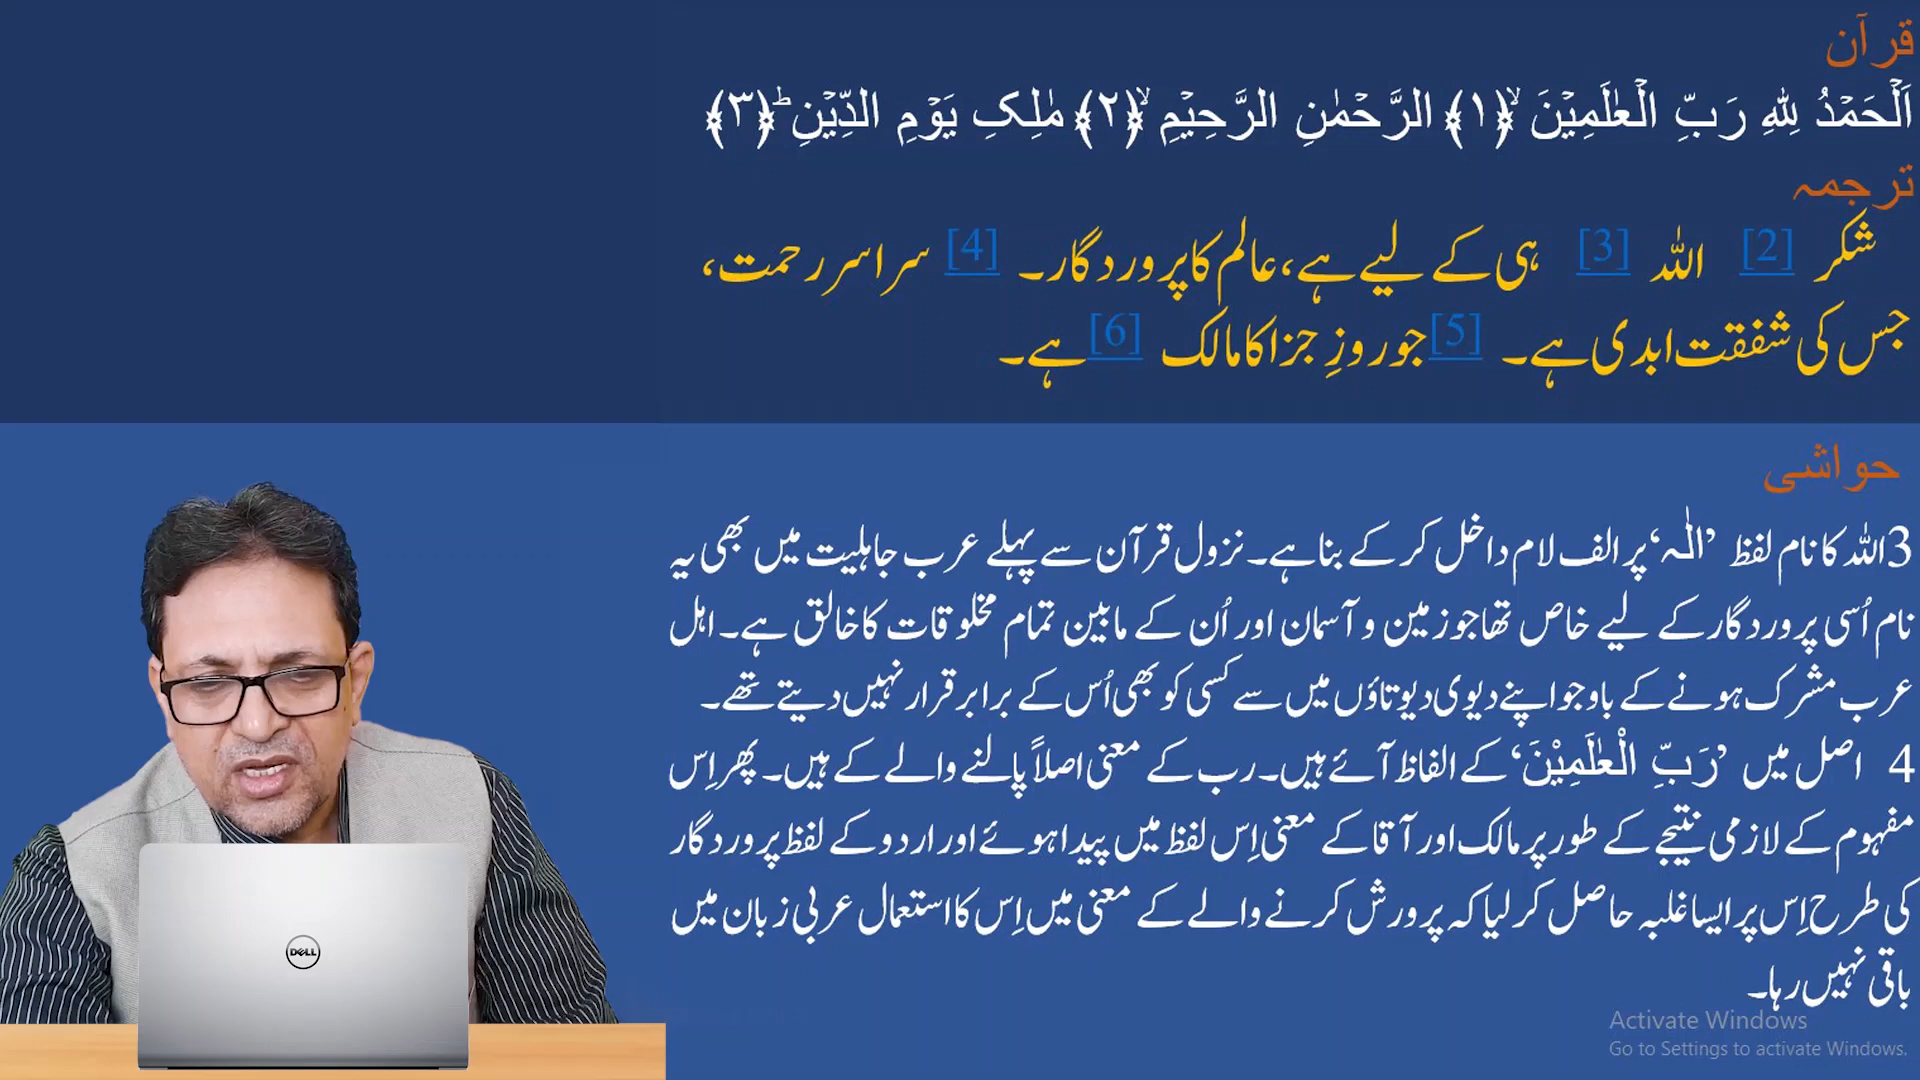 قرآن
اَلْحَمْدُ لِلّٰهِ رَبِّ الْعٰلَمِیْنَ ۙ﴿۱﴾ الرَّحْمٰنِ الرَّحِیْمِ ۙ﴿۲﴾ مٰلِکِ یَوْمِ الدِّیْنِ ؕ﴿۳﴾
ترجمہ
شکر [2] اللہ [3] ہی کے لیے ہے، عالم کا پروردگار۔ [4] سراسر رحمت،
جس کی شفقت ابدی ہے۔ [5] جو روزِ جزا کا مالک [6] ہے۔
حواشی
3 اللہ کا نام لفظ ’الٰہ‘ پر الف لام داخل کر کے بنا ہے۔ نزول قرآن سے پہلے عرب جاہلیت میں بھی یہ
نام اُسی پروردگار کے لیے خاص تھا جو زمین و آسمان اور اُن کے مابین تمام مخلوقات کا خالق ہے۔ اہل
عرب مشرک ہونے کے باوجو اپنے دیوی دیوتاؤں میں سے کسی کو بھی اُس کے برابر قرار نہیں دیتے تھے۔
4 اصل میں ’رَبِّ الْعٰلَمِیْنَ‘ کے الفاظ آئے ہیں۔ رب کے معنی اصلاً پالنے والے کے ہیں۔ پھر اِس
مفہوم کے لازمی نتیجے کے طور پر مالک اور آقا کے معنی اِس لفظ میں پیدا ہوئے اور اردو کے لفظ پروردگار
کی طرح اِس پر ایسا غلبہ حاصل کر لیا کہ پرورش کرنے والے کے معنی میں اِس کا استعمال عربی زبان میں
باقی نہیں رہا۔
DELL
Activate Windows
Go to Settings to activate Windows.